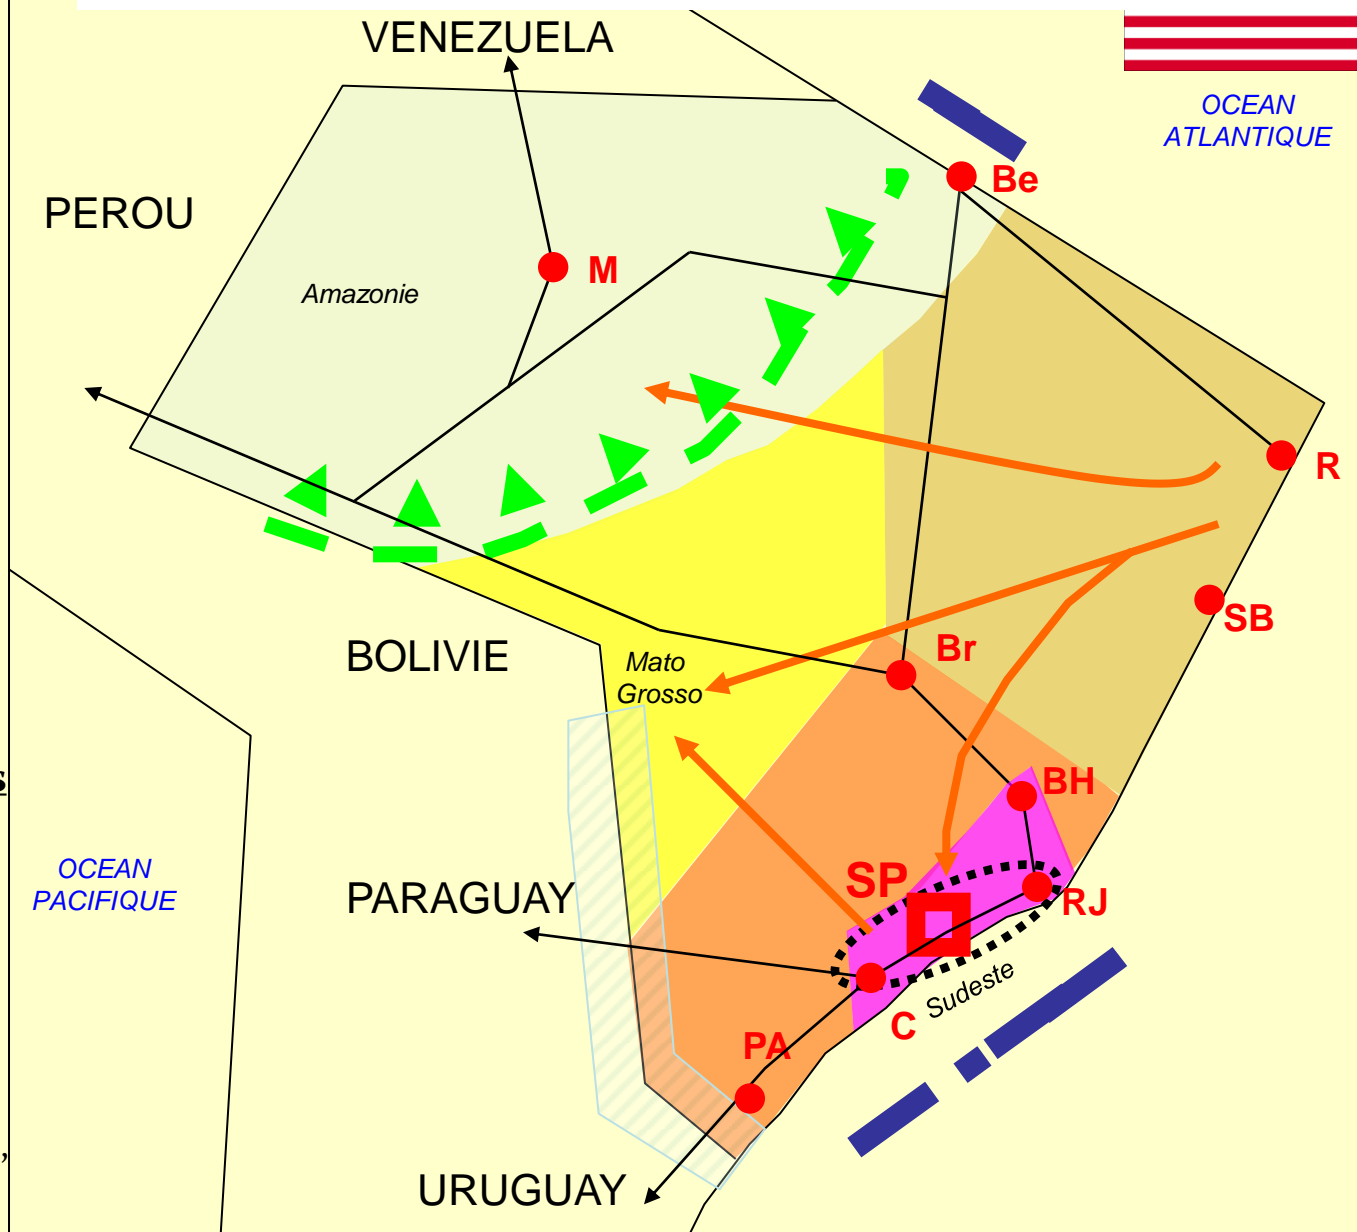 VENEZUELA
OCEAN
ATLANTIQUE
Be
PEROU
M
Amazonie
R
SB
Br
BOLIVIE
Mato
Grosso
s
BH
OCEAN
PACIFIQUE
SP
PARAGUAY
RJ
Sudeste
C
PA
,
URUGUAY